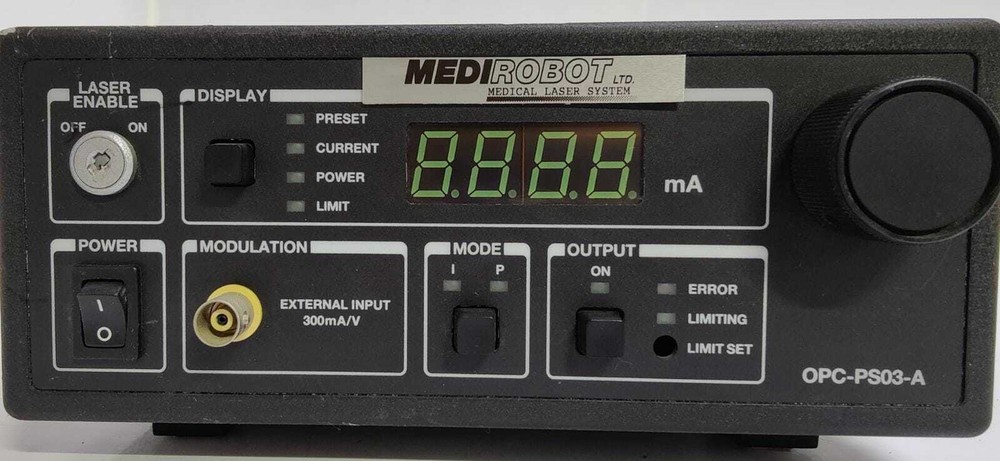 MEDIROBOT LTD.
MEDICAL LASER SYSTEM
LASER
ENABLE
OFF ON
DISPLAY
PRESET
CURRENT
POWER
LIMIT
8.8.8.8.
mA
POWER
I
O
MODULATION
EXTERNAL INPUT
300mA/V
MODE
I P
OUTPUT
ON
ERROR
LIMITING
LIMIT SET
OPC-PS03-A